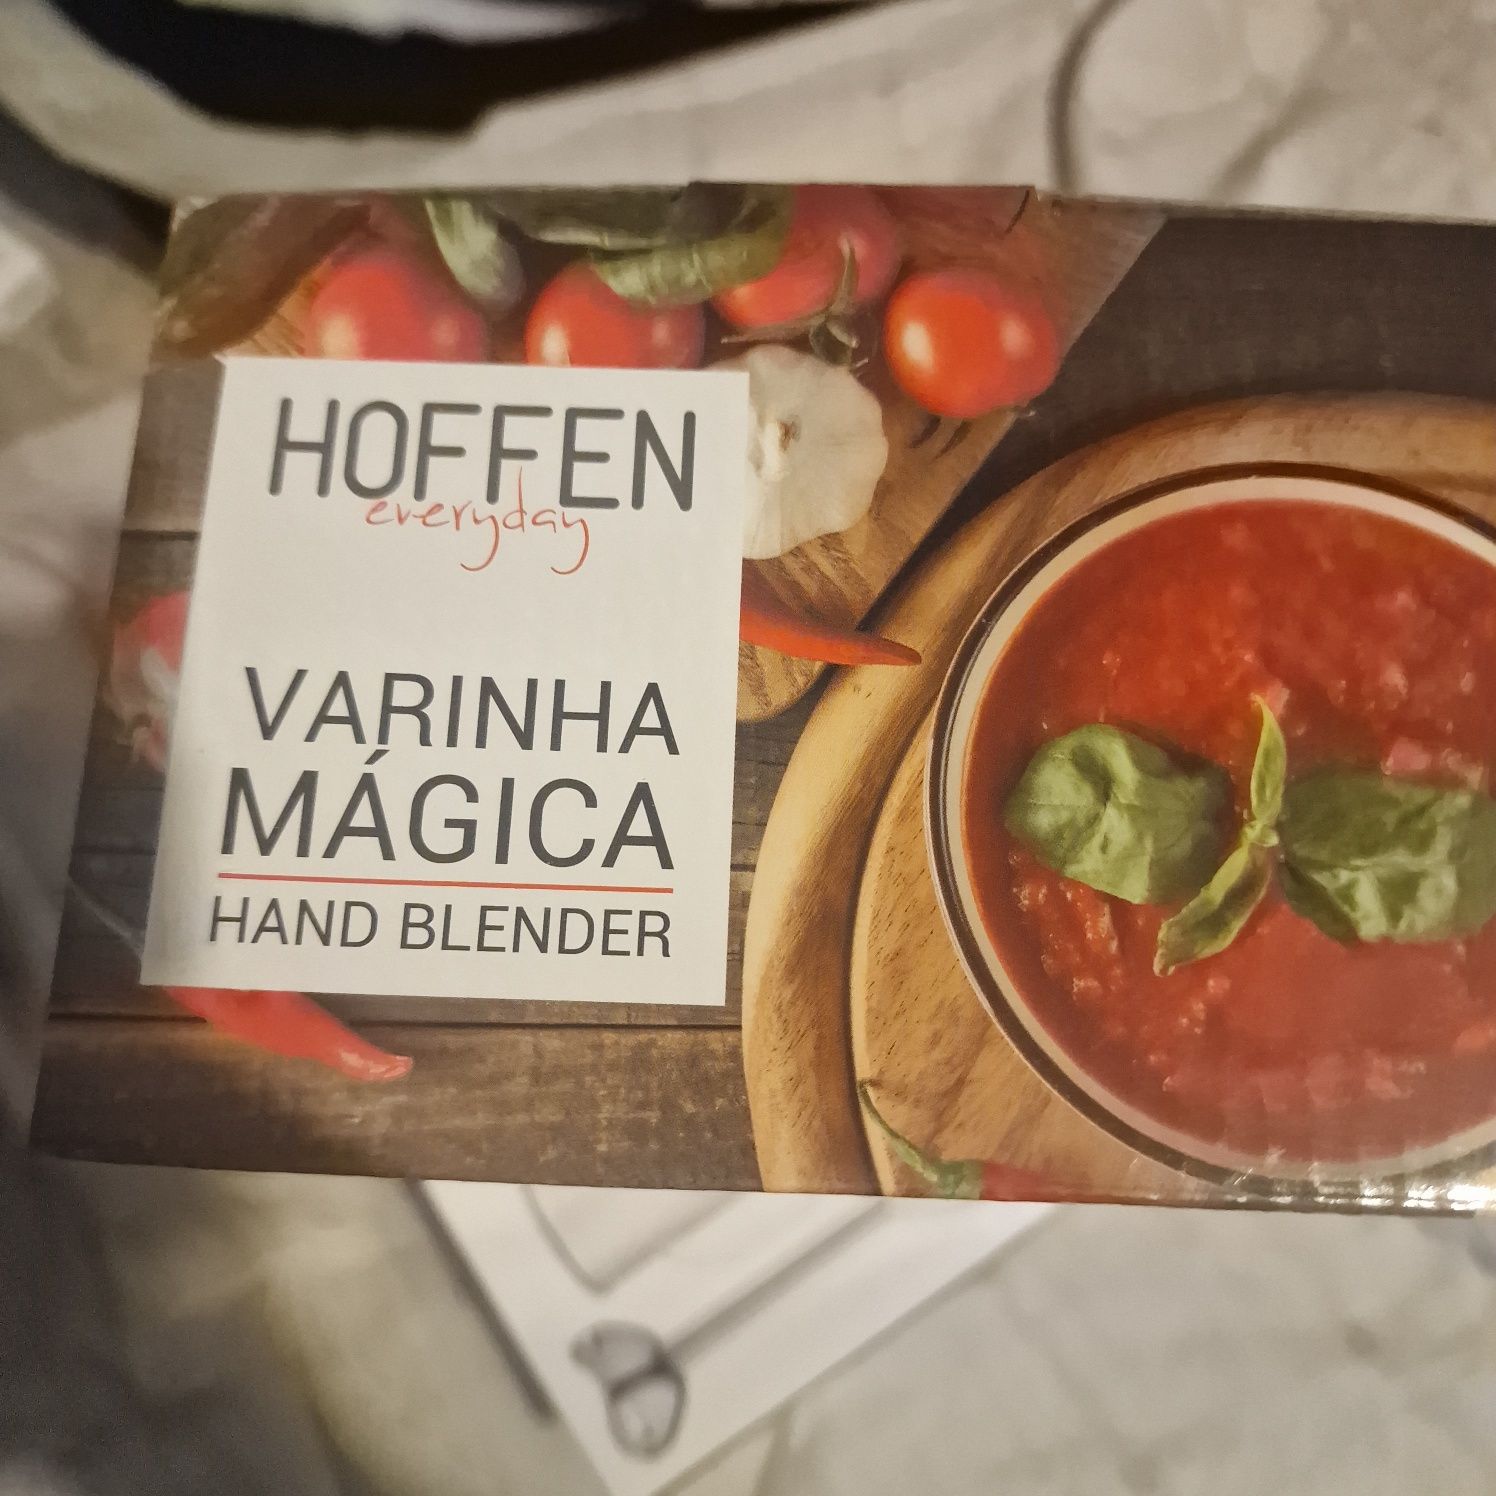 HOFFEN
everyday
VARINHA
MÁGICA
HAND BLENDER